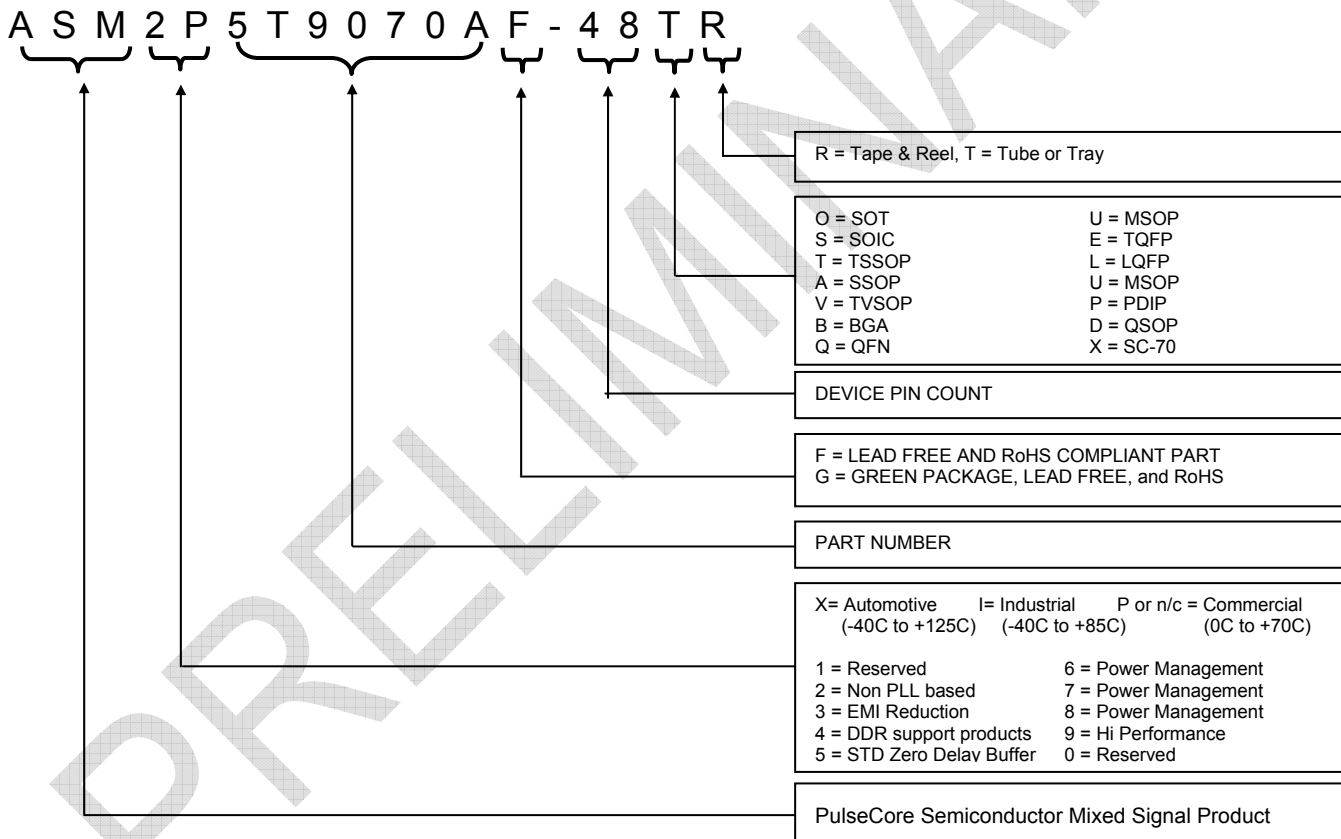 A S M 2 P 5 T 9 0 7 0 A F - 4 8 T R
R = Tape & Reel, T = Tube or Tray
O = SOT U = MSOP
S = SOIC E = TQFP
T = TSSOP L = LQFP
A = SSOP U = MSOP
V = TVSOP P = PDIP
B = BGA D = QSOP
Q = QFN X = SC-70
DEVICE PIN COUNT
F = LEAD FREE AND RoHS COMPLIANT PART
G = GREEN PACKAGE, LEAD FREE, and RoHS
PART NUMBER
X= Automotive I= Industrial P or n/c = Commercial
(-40C to +125C) (-40C to +85C) (0C to +70C)
1 = Reserved 6 = Power Management
2 = Non PLL based 7 = Power Management
3 = EMI Reduction 8 = Power Management
4 = DDR support products 9 = Hi Performance
5 = STD Zero Delay Buffer 0 = Reserved
PulseCore Semiconductor Mixed Signal Product